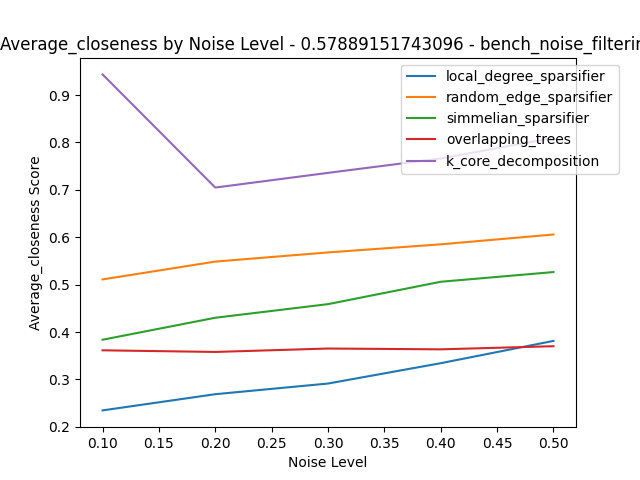 Average_closeness by Noise Level - 0.57889151743096 - bench_noise_filterin
local_degree_sparsifier
random_edge_sparsifier
simmelian_sparsifier
overlapping_trees
k_core_decomposition
Average_closeness Score
0.9
0.8
0.7
0.6
0.5
0.4
0.3
0.2
0.10 0.15 0.20 0.25 0.30 0.35 0.40 0.45 0.50
Noise Level